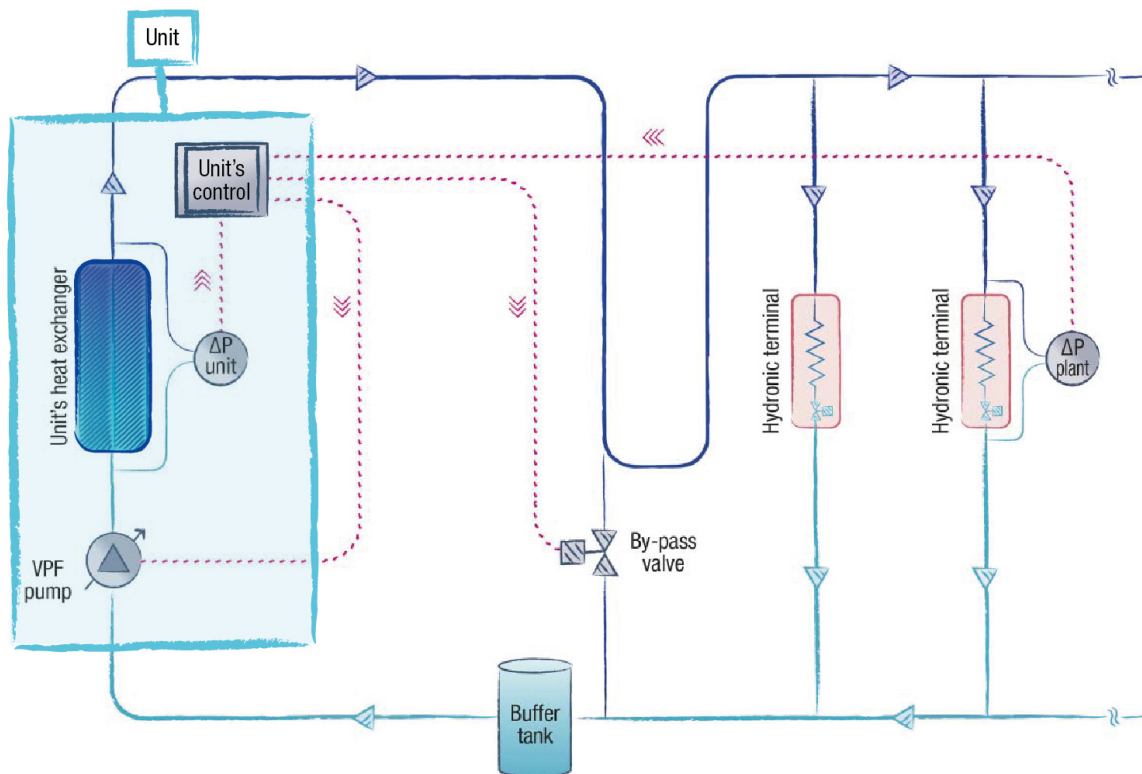 Unit
Unit's
control
Unit's heat exchanger
ΔP
unit
VPF
pump
By-pass
valve
Buffer
tank
Hydronic terminal
Hydronic terminal
ΔP
plant